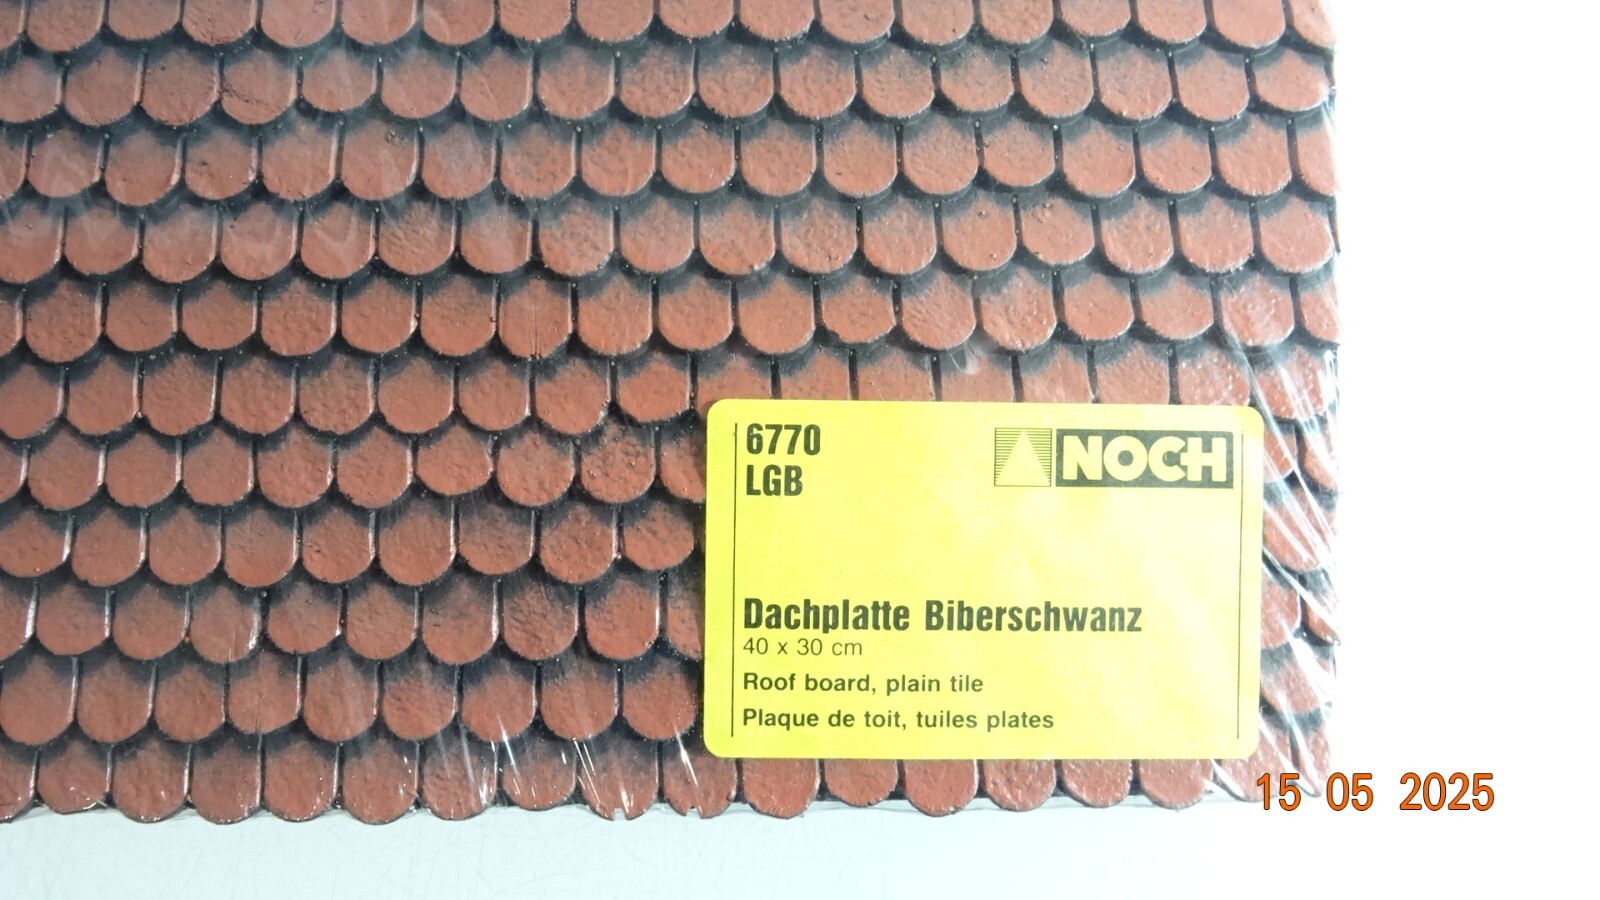 6770
LGB
NOCH
Dachplatte Biberschwanz
40 x 30 cm
Roof board, plain tile
Plaque de toit, tuiles plates
15 05 2025